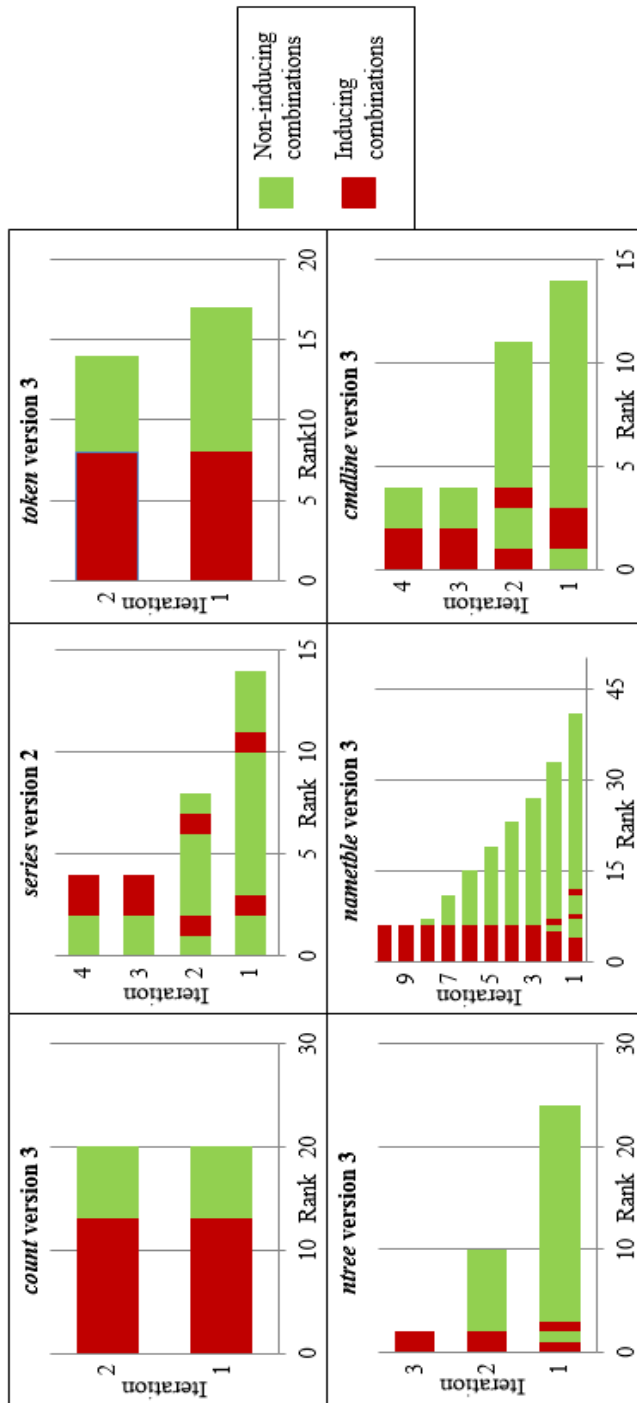 count version 3
2
1
Iteration
0 10 20 30
Rank
series version 2
4
3
2
1
Iteration
0 5 10 15
Rank
token version 3
2
1
Iteration
0 5 Rank10 15 20
ntree version 3
3
2
1
Iteration
0 10 20 30
Rank
nametble version 3
9
7
5
3
1
Iteration
0 15 30 45
Rank
cmdline version 3
4
3
2
1
Iteration
0 5 10 15
Rank
Non-inducing
combinations
Inducing
combinations